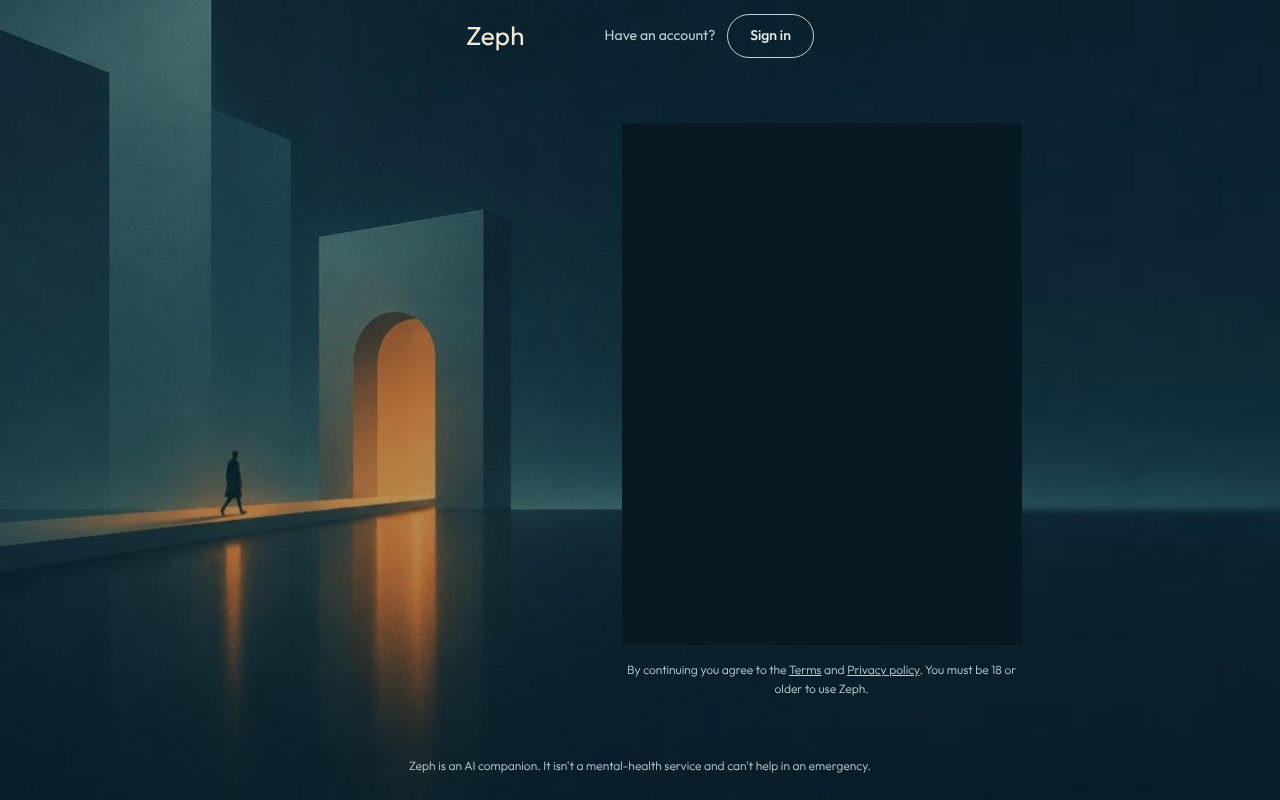 Zeph
Have an account?
Sign in
By continuing you agree to the Terms and Privacy policy. You must be 18 or
older to use Zeph.
Zeph is an AI companion. It isn't a mental-health service and can't help in an emergency.